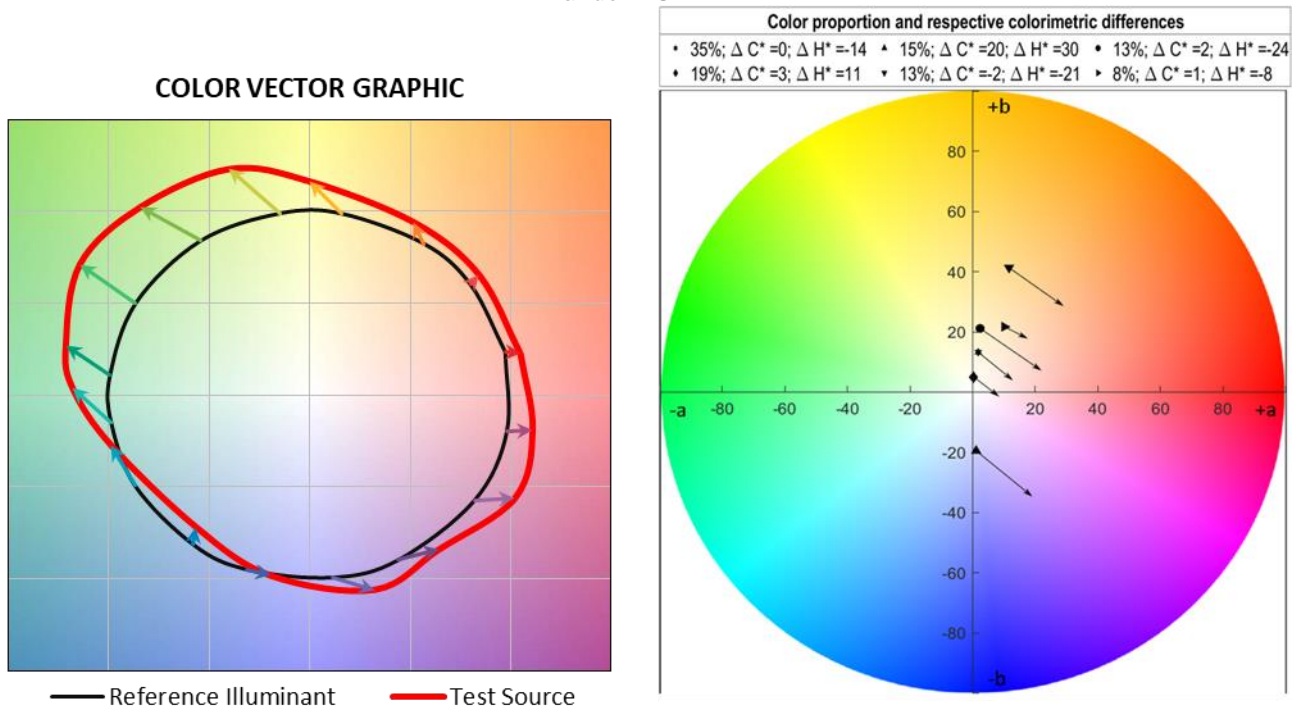 COLOR VECTOR GRAPHIC
Reference Illuminant
Test Source
Color proportion and respective colorimetric differences
35%; Δ C* =0; Δ H* =-14 ▴ 15%; Δ C* =20; Δ H* =30 • 13%; Δ C* =2; Δ H* =-24
♦ 19%; Δ C* =3; Δ H* =11 ▾ 13%; Δ C* =-2; Δ H* =-21 ▸ 8%; Δ C* =1; Δ H* =-8
+b
80
60
40
20
-a -80 -60 -40 -20 20 40 60 80 +a
-20
-40
-60
-80
-b